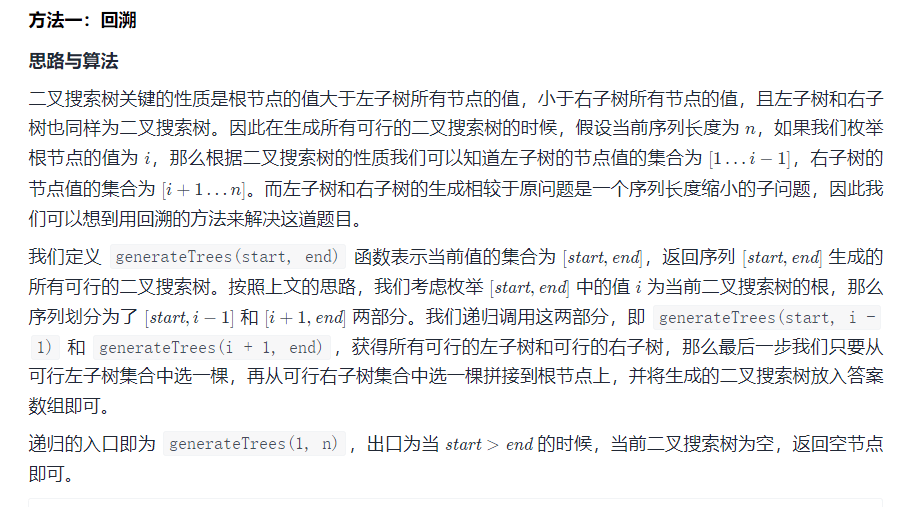 方法一：回溯
思路与算法
二叉搜索树关键的性质是根节点的值大于左子树所有节点的值，小于右子树所有节点的值，且左子树和右子
树也同样为二叉搜索树。因此在生成所有可行的二叉搜索树的时候，假设当前序列长度为 n，如果我们枚举
根节点的值为 i，那么根据二叉搜索树的性质我们可以知道左子树的节点值的集合为 [1…i−1]，右子树的
节点值的集合为 [i+1…n]。而左子树和右子树的生成相较于原问题是一个序列长度缩小的子问题，因此我
们可以想到用回溯的方法来解决这道题目。
我们定义 generateTrees(start, end) 函数表示当前值的集合为 [start,end]，返回序列 [start,end] 生成的
所有可行的二叉搜索树。按照上文的思路，我们考虑枚举 [start,end] 中的值 i 为当前二叉搜索树的根，那么
序列划分为了 [start,i−1] 和 [i+1,end] 两部分。我们递归调用这两部分，即 generateTrees(start, i -
1) 和 generateTrees(i + 1, end)，获得所有可行的左子树和可行的右子树，那么最后一步我们只要从
可行左子树集合中选一棵，再从可行右子树集合中选一棵拼接到根节点上，并将生成的二叉搜索树放入答案
数组即可。
递归的入口即为 generateTrees(1, n)，出口为当 start > end 的时候，当前二叉搜索树为空，返回空节点
即可。